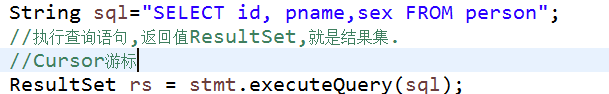 String sql="SELECT id, pname,sex FROM person";
//执行查询语句,返回值ResultSet,就是结果集.
//Cursor游标
ResultSet rs = stmt.executeQuery(sql);